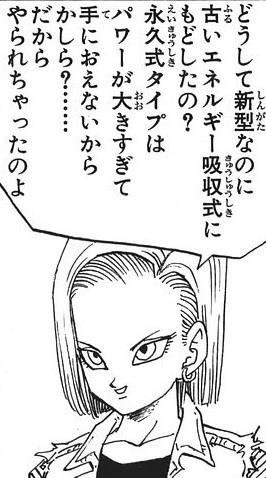 どうして新型なのに
古いエネルギー吸収式に
もどしたの？
永久式タイプは
パワーが大きすぎて
手におえないから
かしら？……
だから
やられちゃったのよ